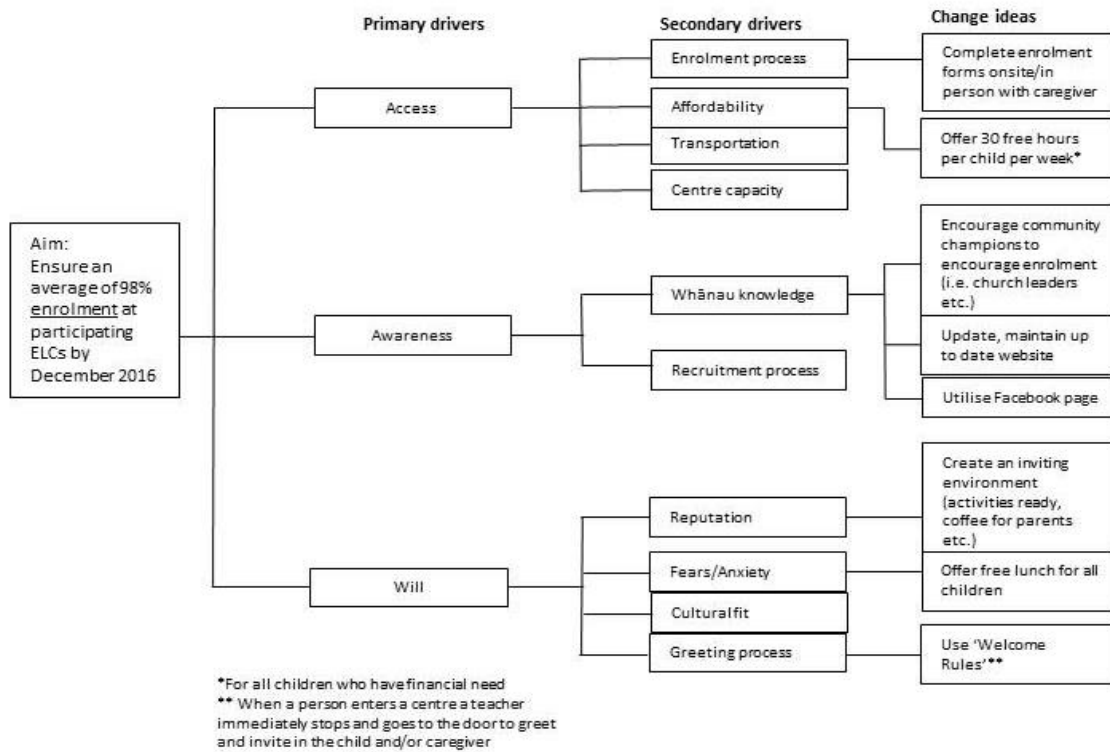 Primary drivers
Secondary drivers
Change ideas
Aim:
Ensure an
average of 98%
enrolment at
participating
ELCs by
December 2016
Access
Enrolment process
Complete enrolment
forms onsite/in
person with caregiver
Affordability
Offer 30 free hours
per child per week*
Transportation
Centre capacity
Awareness
Whānau knowledge
Encourage community
champions to
encourage enrolment
(i.e. church leaders
etc.)
Update, maintain up
to date website
Utilise Facebook page
Recruitment process
Will
Reputation
Create an inviting
environment
(activities ready,
coffee for parents
etc.)
Fears/Anxiety
Offer free lunch for all
children
Cultural fit
Greeting process
Use ‘Welcome
Rules’**
*For all children who have financial need
** When a person enters a centre a teacher
immediately stops and goes to the door to greet
and invite in the child and/or caregiver